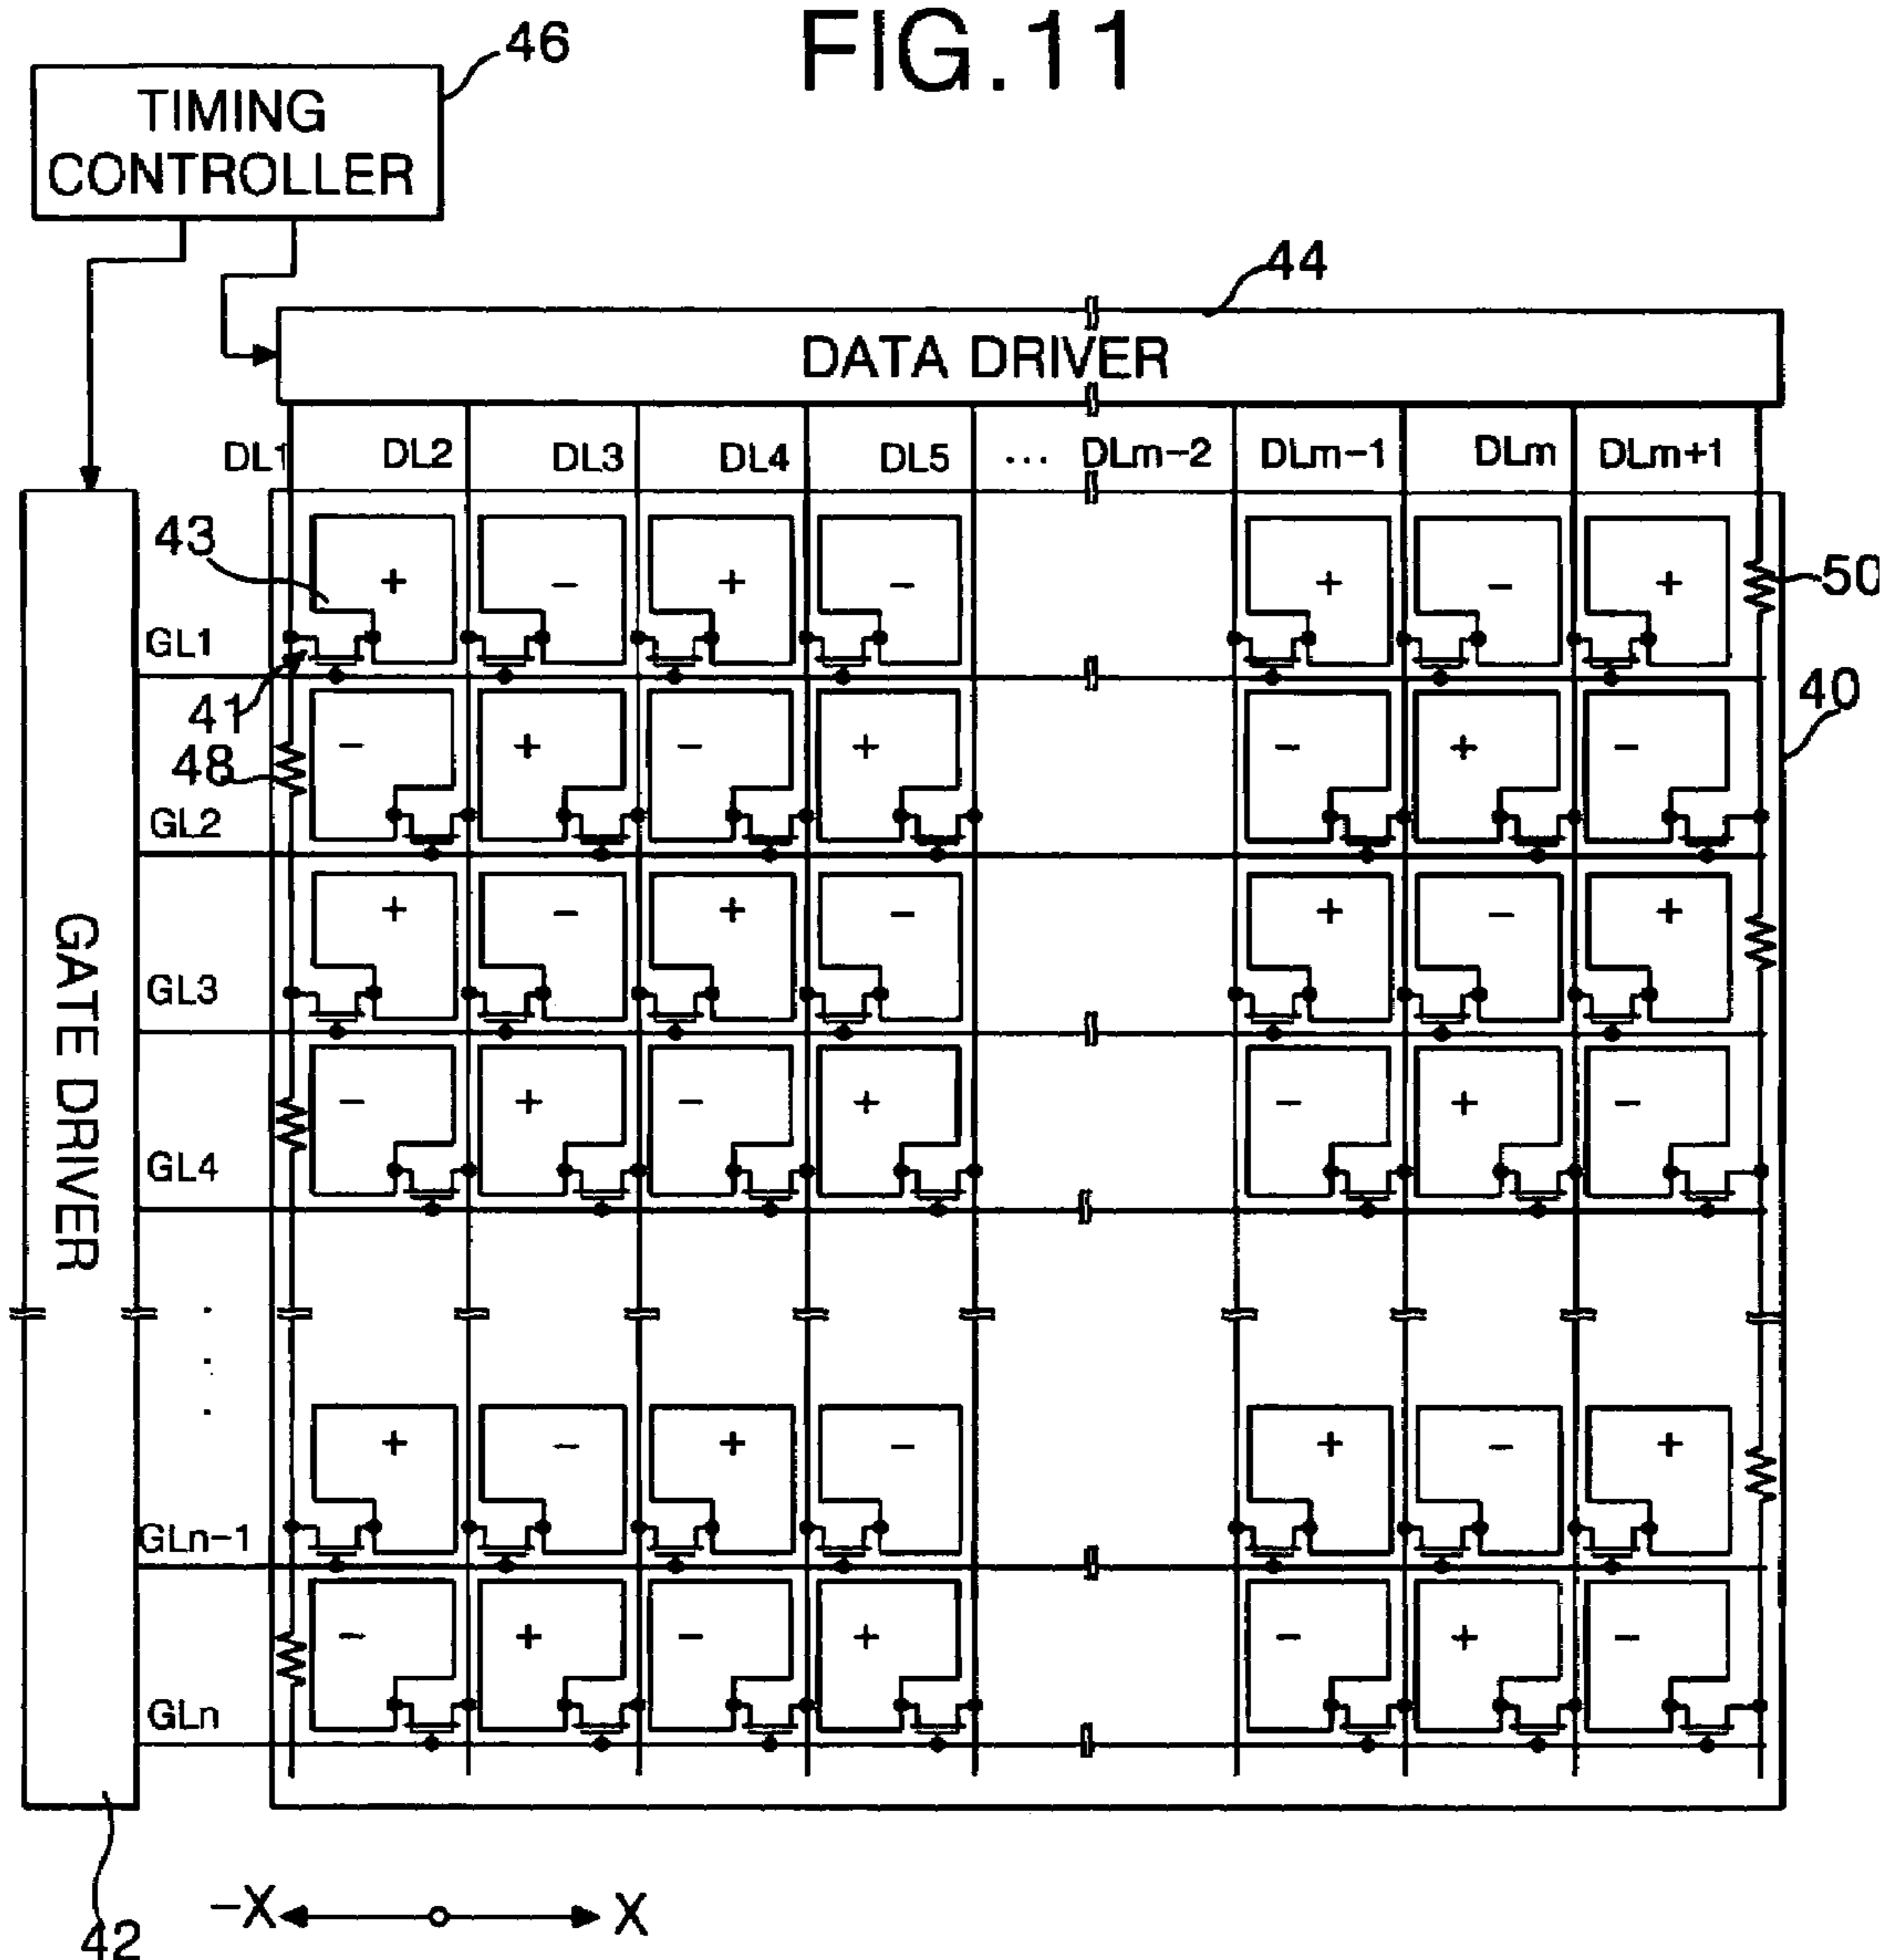 FIG.11
46
TIMING
CONTROLLER
44
DATA DRIVER
DL1 DL2 DL3 DL4 DL5 ... DLm-2 DLm-1 DLm DLm+1
43
+ - + - + - +
50
GL1
41
40
- + - + - + -
48
GL2
+ - + - + - +
GL3
- + - + - + -
GL4
GATE DRIVER
+ - + - + - +
GLn-1
- + - + - + -
GLn
-X X
42